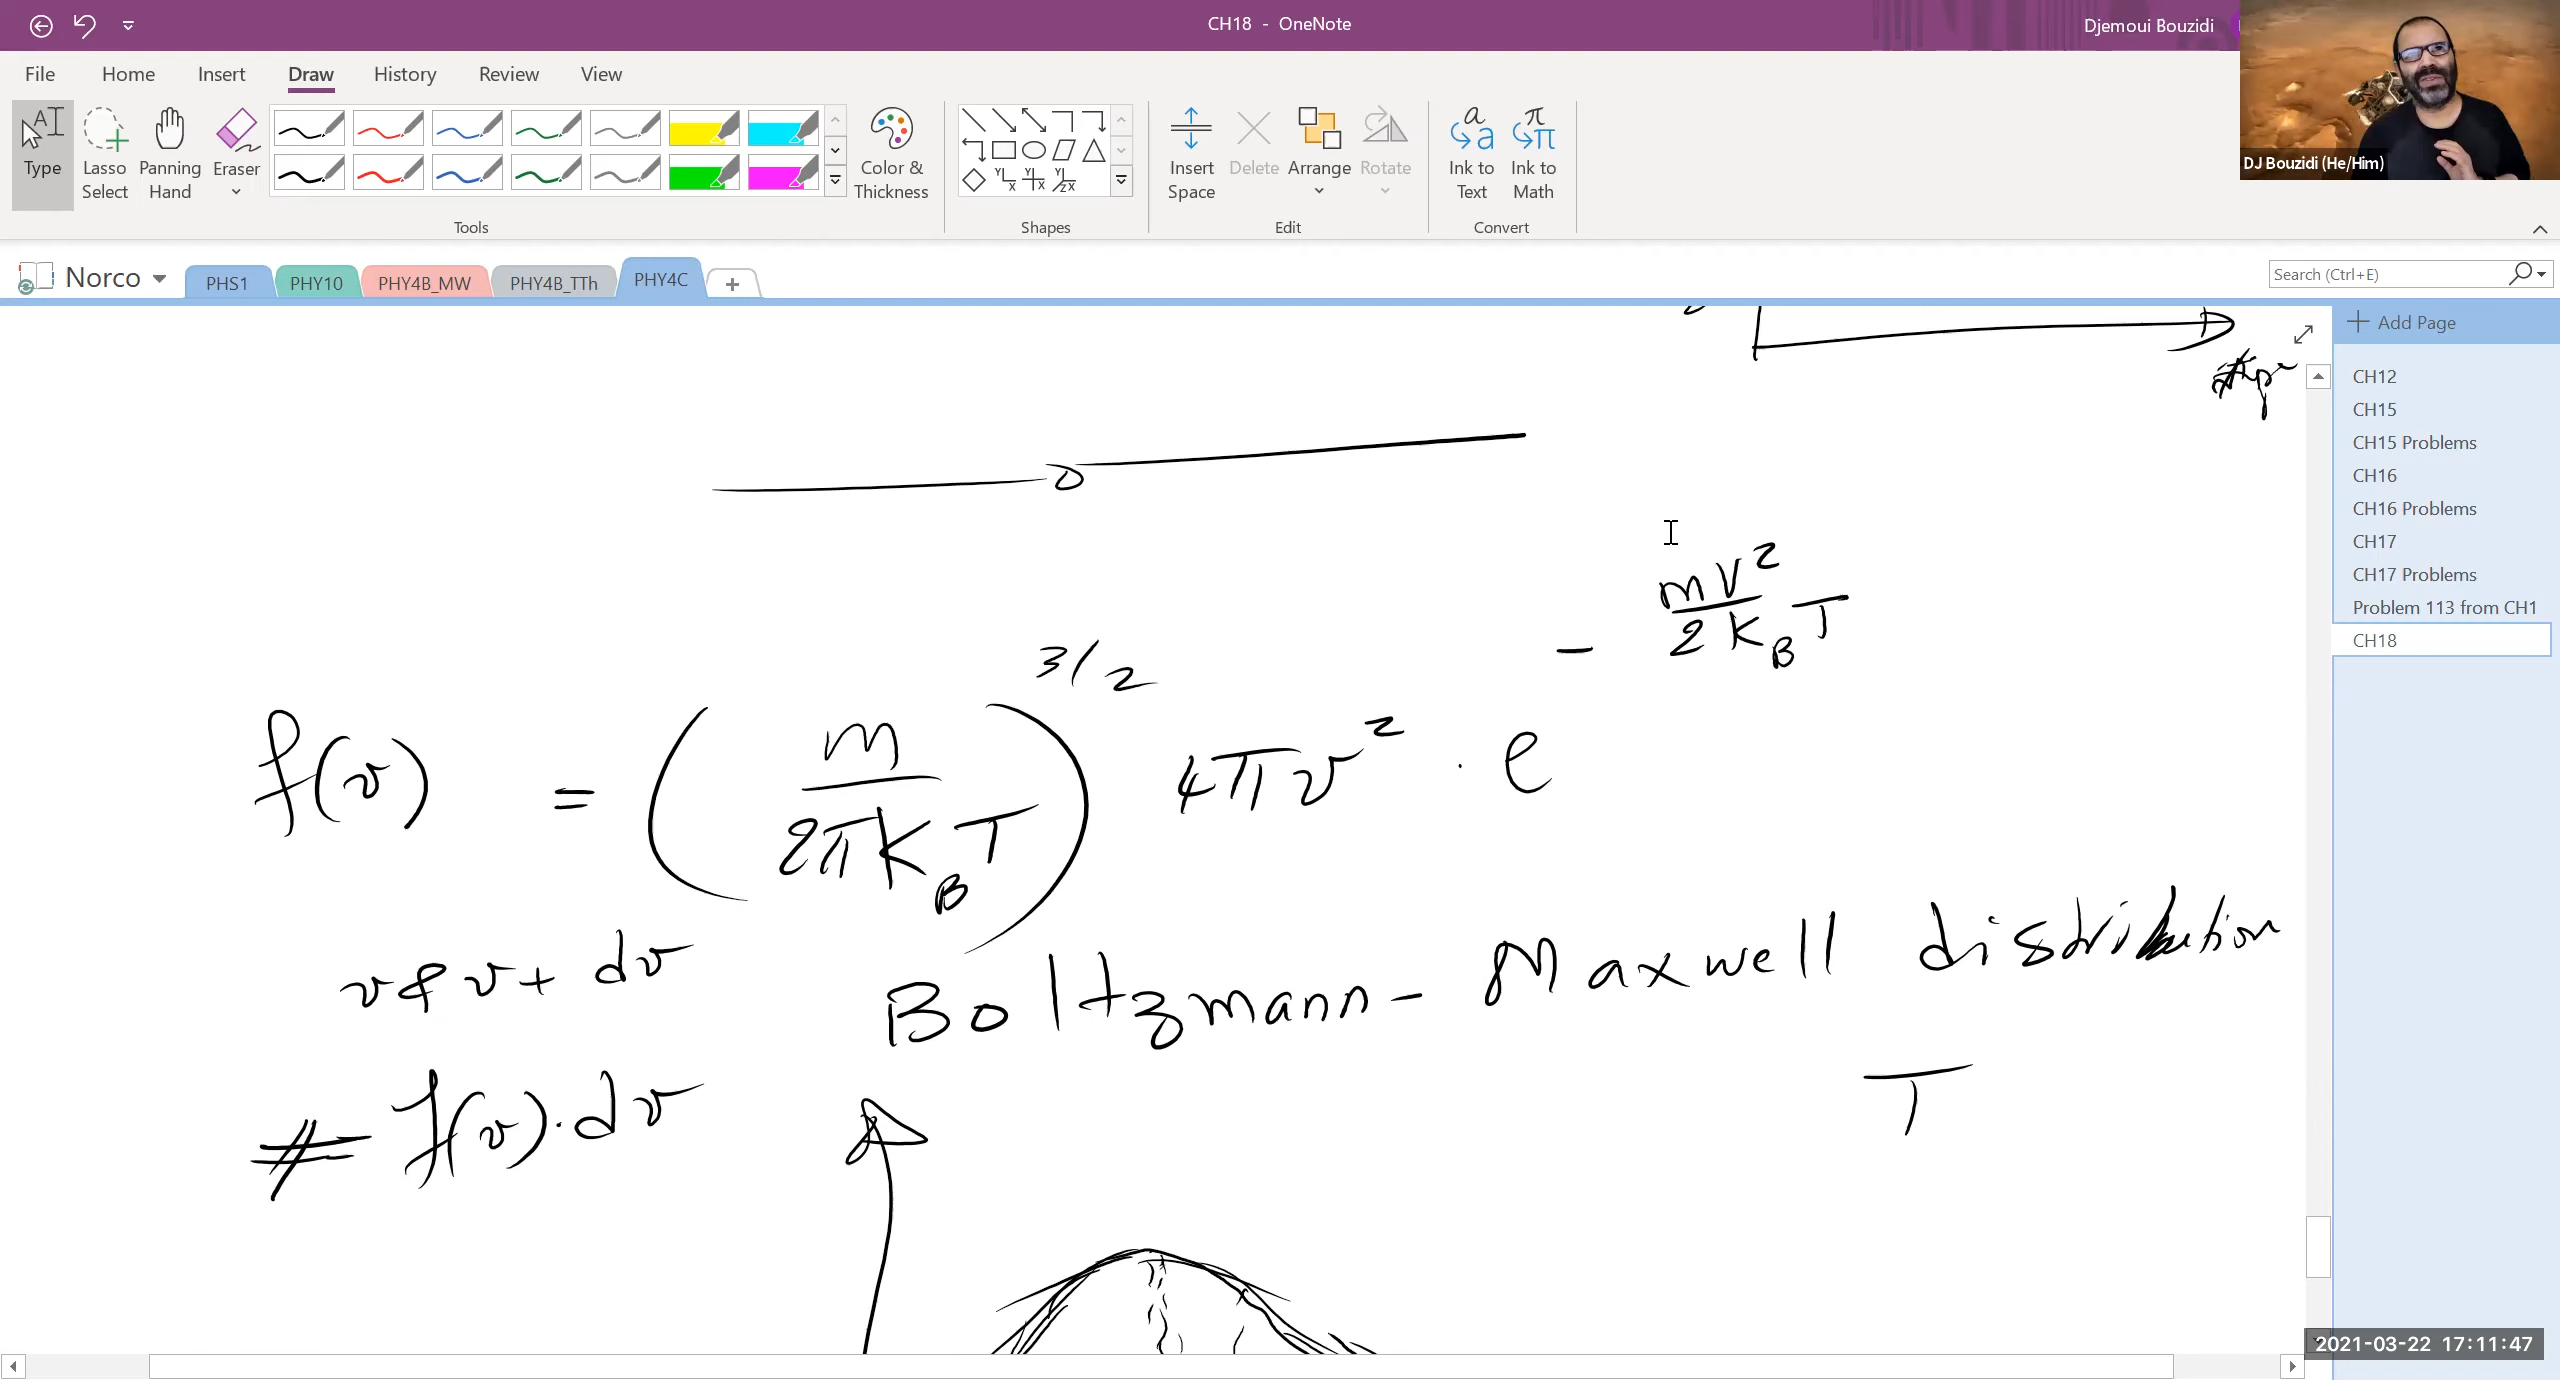 CH18 - OneNote
Djemoui Bouzidi
File Home Insert Draw History Review View
Type
Lasso Select
Panning Hand
Eraser
Color & Thickness
Insert Space
Delete
Arrange
Rotate
Ink to Text
Ink to Math
Tools Shapes Edit Convert
DJ Bouzidi (He/Him)
Norco PHS1 PHY10 PHY4B_MW PHY4B_TTh PHY4C
Search (Ctrl+E)
Add Page
CH12
CH15
CH15 Problems
CH16
CH16 Problems
CH17
CH17 Problems
Problem 113 from CH1
CH18
f(v) = (m / 2πK_B T)^3/2 4πv² · e^- mv²/2K_B T
v & v + dv
Boltzmann - Maxwell distribution
# f(v) · dv
T
2021-03-22 17:11:47